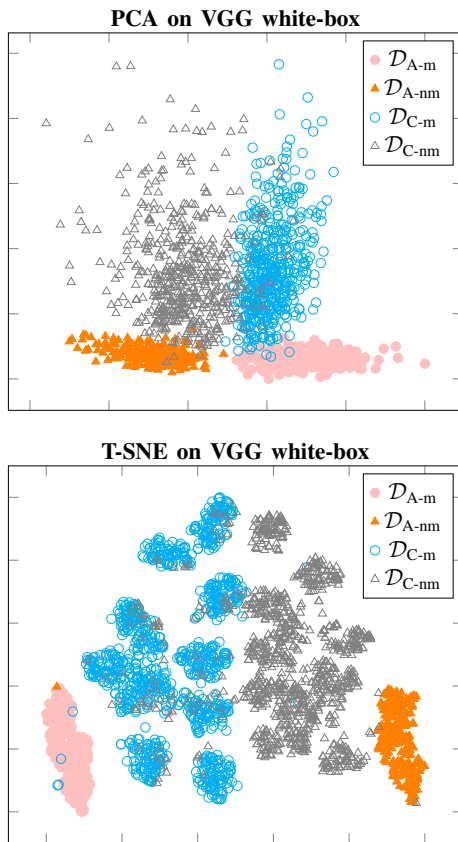 PCA on VGG white-box
𝒟A-m
𝒟A-nm
𝒟C-m
𝒟C-nm
T-SNE on VGG white-box
𝒟A-m
𝒟A-nm
𝒟C-m
𝒟C-nm